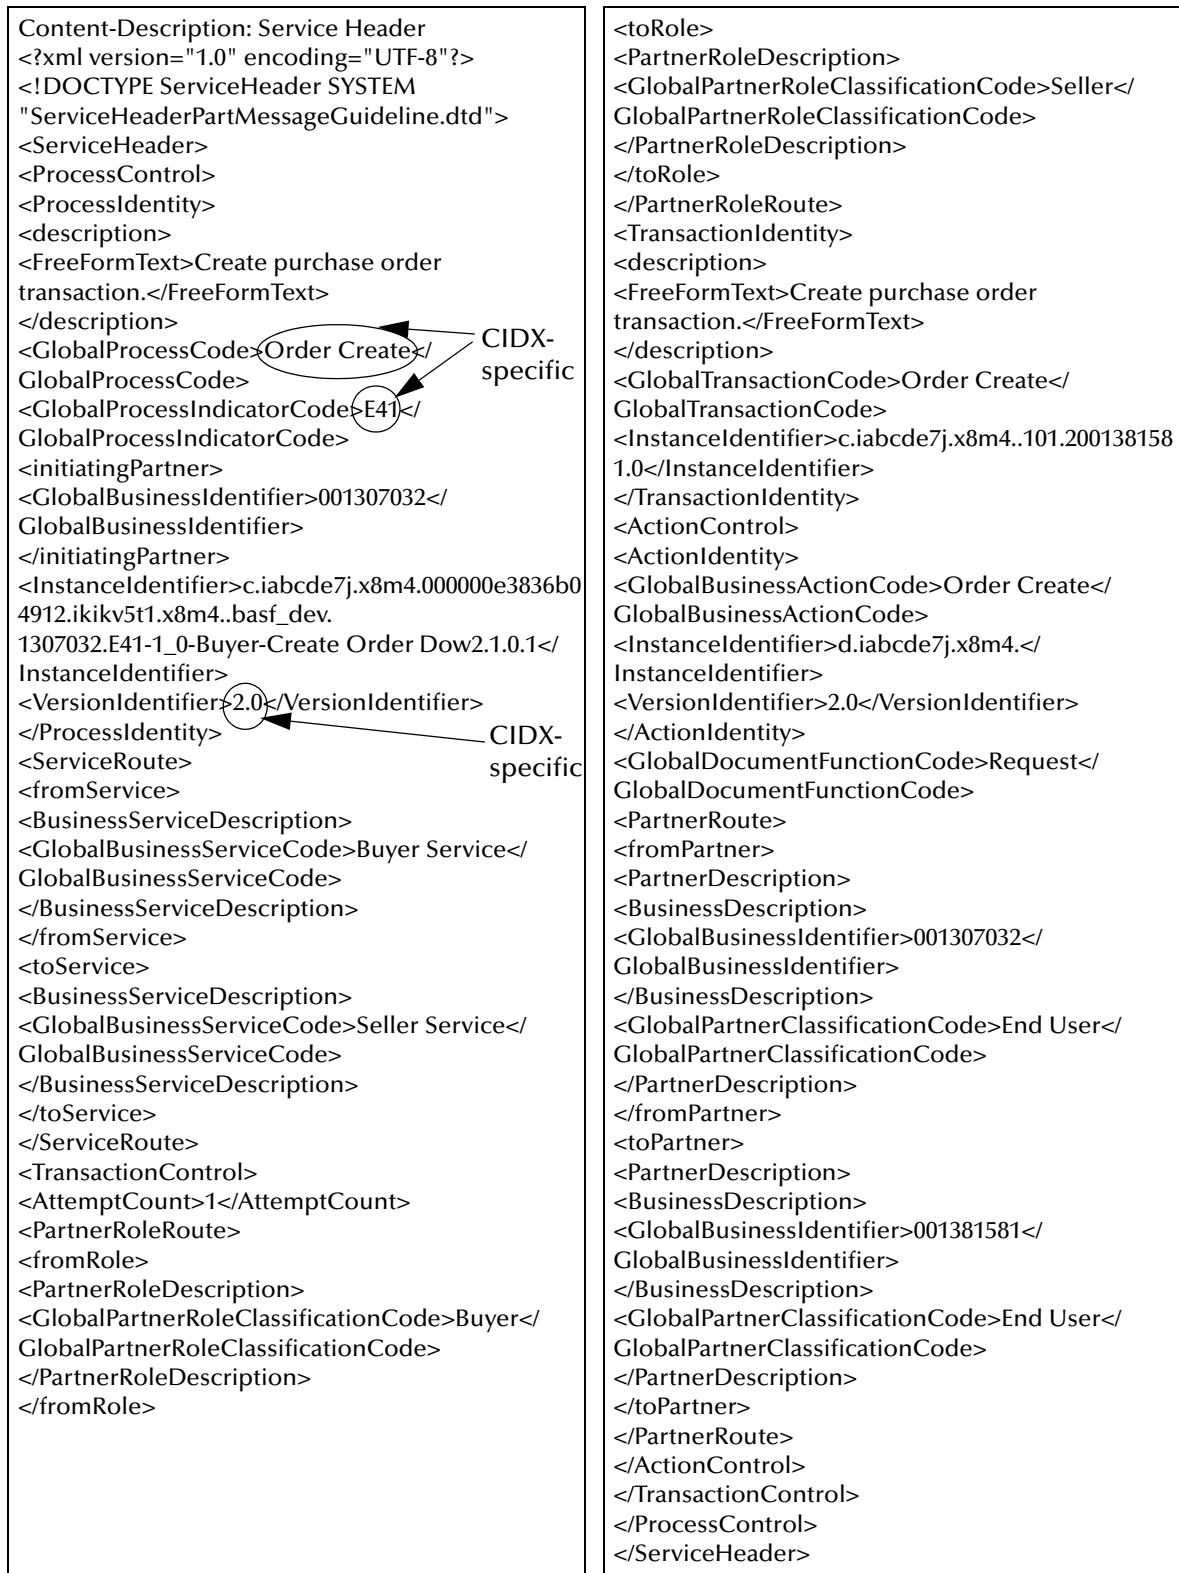 Content-Description: Service Header
<?xml version="1.0" encoding="UTF-8"?>
<!DOCTYPE ServiceHeader SYSTEM
"ServiceHeaderPartMessageGuideline.dtd">
<ServiceHeader>
<ProcessControl>
<ProcessIdentity>
<description>
<FreeFormText>Create purchase order
transaction.</FreeFormText>
</description>
<GlobalProcessCode>Order Create</
GlobalProcessCode>
<GlobalProcessIndicatorCode>E41</
GlobalProcessIndicatorCode>
CIDX-
specific
<initiatingPartner>
<GlobalBusinessIdentifier>001307032</
GlobalBusinessIdentifier>
</initiatingPartner>
<InstanceIdentifier>c.iabcde7j.x8m4.000000e3836b0
4912.ikikv5t1.x8m4..basf_dev.
1307032.E41-1_0-Buyer-Create Order Dow2.1.0.1</
InstanceIdentifier>
<VersionIdentifier>2.0</VersionIdentifier>
</ProcessIdentity>
CIDX-
specific
<ServiceRoute>
<fromService>
<BusinessServiceDescription>
<GlobalBusinessServiceCode>Buyer Service</
GlobalBusinessServiceCode>
</BusinessServiceDescription>
</fromService>
<toService>
<BusinessServiceDescription>
<GlobalBusinessServiceCode>Seller Service</
GlobalBusinessServiceCode>
</BusinessServiceDescription>
</toService>
</ServiceRoute>
<TransactionControl>
<AttemptCount>1</AttemptCount>
<PartnerRoleRoute>
<fromRole>
<PartnerRoleDescription>
<GlobalPartnerRoleClassificationCode>Buyer</
GlobalPartnerRoleClassificationCode>
</PartnerRoleDescription>
</fromRole>
<toRole>
<PartnerRoleDescription>
<GlobalPartnerRoleClassificationCode>Seller</
GlobalPartnerRoleClassificationCode>
</PartnerRoleDescription>
</toRole>
</PartnerRoleRoute>
<TransactionIdentity>
<description>
<FreeFormText>Create purchase order
transaction.</FreeFormText>
</description>
<GlobalTransactionCode>Order Create</
GlobalTransactionCode>
<InstanceIdentifier>c.iabcde7j.x8m4..101.200138158
1.0</InstanceIdentifier>
</TransactionIdentity>
<ActionControl>
<ActionIdentity>
<GlobalBusinessActionCode>Order Create</
GlobalBusinessActionCode>
<InstanceIdentifier>d.iabcde7j.x8m4.</
InstanceIdentifier>
<VersionIdentifier>2.0</VersionIdentifier>
</ActionIdentity>
<GlobalDocumentFunctionCode>Request</
GlobalDocumentFunctionCode>
<PartnerRoute>
<fromPartner>
<PartnerDescription>
<BusinessDescription>
<GlobalBusinessIdentifier>001307032</
GlobalBusinessIdentifier>
</BusinessDescription>
<GlobalPartnerClassificationCode>End User</
GlobalPartnerClassificationCode>
</PartnerDescription>
</fromPartner>
<toPartner>
<PartnerDescription>
<BusinessDescription>
<GlobalBusinessIdentifier>001381581</
GlobalBusinessIdentifier>
</BusinessDescription>
<GlobalPartnerClassificationCode>End User</
GlobalPartnerClassificationCode>
</PartnerDescription>
</toPartner>
</PartnerRoute>
</ActionControl>
</TransactionControl>
</ProcessControl>
</ServiceHeader>